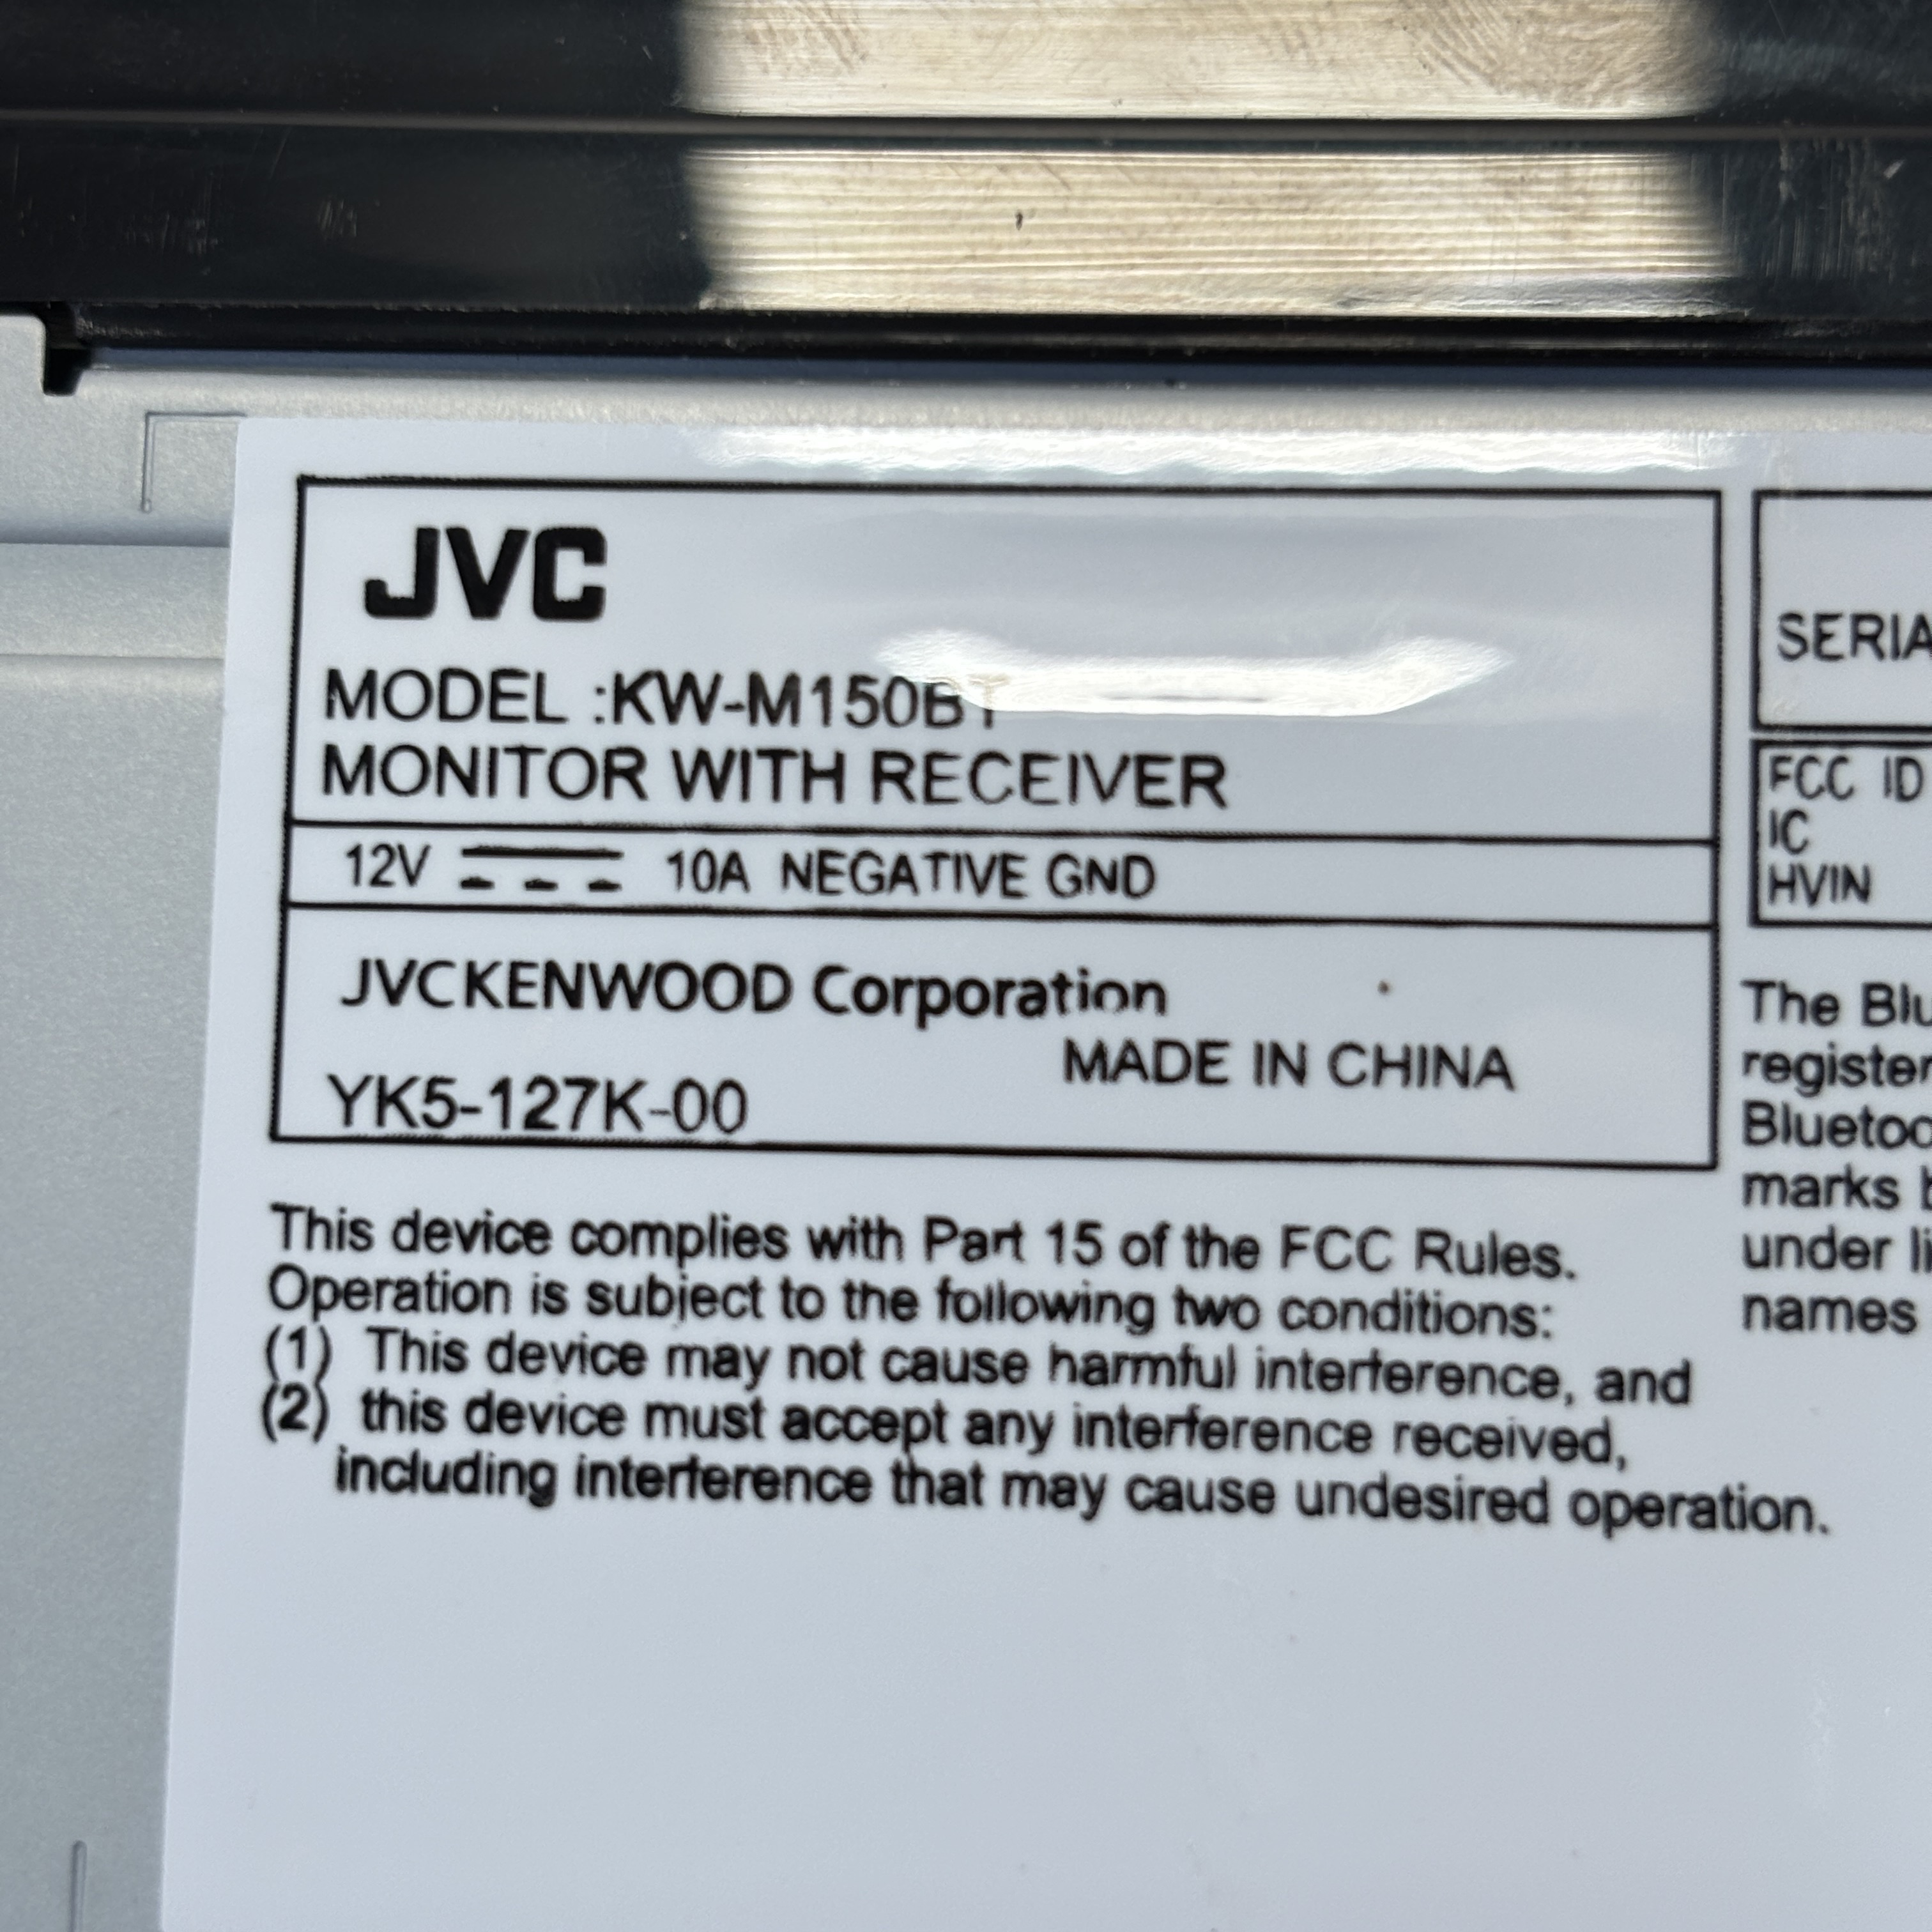 JVC
MODEL :KW-M150BT
MONITOR WITH RECEIVER
12V 10A NEGATIVE GND
JVCKENWOOD Corporation
MADE IN CHINA
YK5-127K-00
This device complies with Part 15 of the FCC Rules.
Operation is subject to the following two conditions:
(1) This device may not cause harmful interference, and
(2) this device must accept any interference received,
including interference that may cause undesired operation.
SERIA
FCC ID
IC
HVIN
The Blu
register
Bluetoo
marks
under li
names